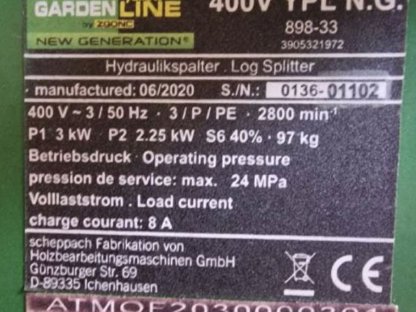 GARDEN LINE
by ZGONC
NEW GENERATION®
400V YPL N.G.
898-33
3905321972
Hydraulikspalter . Log Splitter
manufactured: 06/2020 S./N.: 0136-01102
400 V ~ 3 / 50 Hz · 3 / P / PE · 2800 min-1
P1 3 kW P2 2.25 kW S6 40% · 97 kg
Betriebsdruck · Operating pressure
pression de service: max. 24 MPa
Volllaststrom . Load current
charge courant: 8 A
scheppach Fabrikation von
Holzbearbeitungsmaschinen GmbH
Günzburger Str. 69
D-89335 Ichenhausen
CE